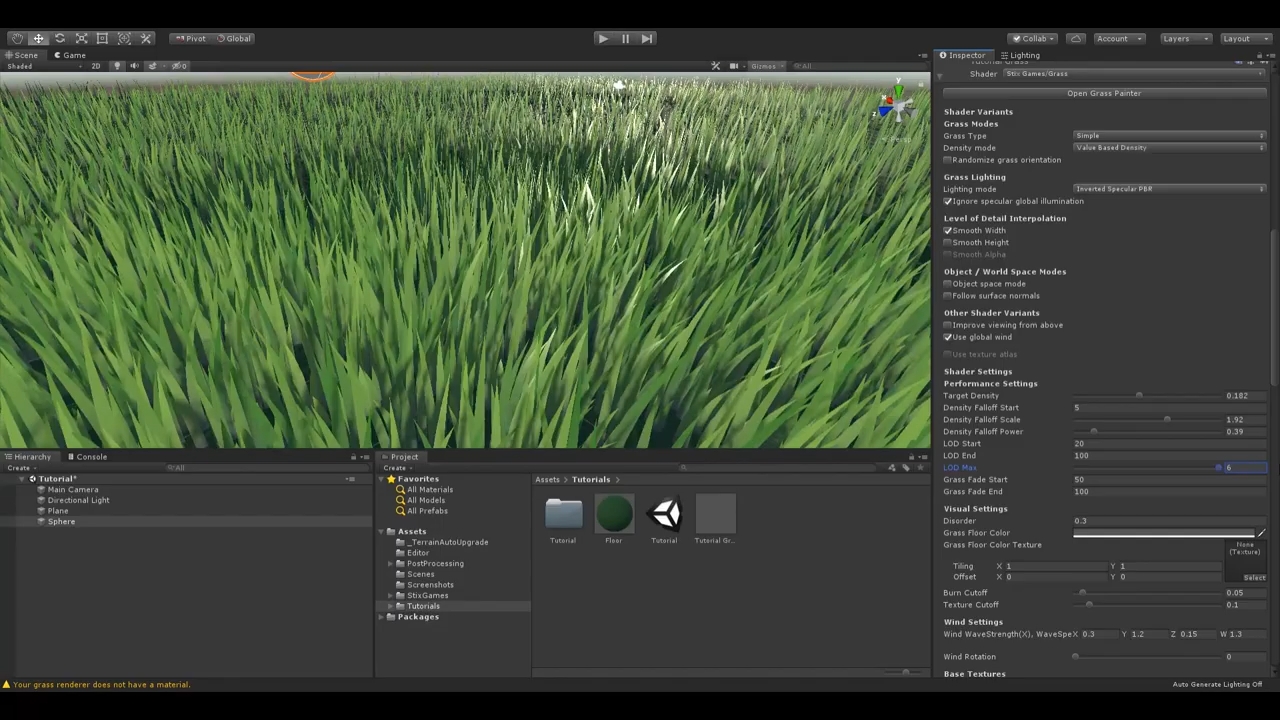 Pivot Global Collab Account Layers Layout
Scene Game
Inspector Lighting
Shaded 2D 0 Gizmos All
Tutorial Grass
Shader Stix Games/Grass
Open Grass Painter
Shader Variants
Grass Modes
Grass Type Simple
Density mode Value Based Density
Randomize grass orientation
Grass Lighting
Lighting mode Inverted Specular PBR
Ignore specular global illumination
Level of Detail Interpolation
Smooth Width
Smooth Height
Smooth Alpha
Object / World Space Modes
Object space mode
Follow surface normals
Other Shader Variants
Improve viewing from above
Use global wind
Use texture atlas
Shader Settings
Performance Settings
Target Density 0.182
Density Falloff Start 5
Density Falloff Scale 1.92
Density Falloff Power 0.39
LOD Start 20
LOD End 100
LOD Max 6
Grass Fade Start 50
Grass Fade End 100
Visual Settings
Disorder 0.3
Grass Floor Color
Grass Floor Color Texture
None
(Texture)
Tiling X 1 Y 1
Offset X 0 Y 0
Select
Burn Cutoff 0.05
Texture Cutoff 0.1
Wind Settings
Wind WaveStrength(X), WaveSpe X 0.3 Y 1.2 Z 0.15 W 1.3
Wind Rotation 0
Base Textures
y
x
z
Persp
Hierarchy Console
Create All
Tutorial*
Main Camera
Directional Light
Plane
Sphere
Project
Create
Favorites
All Materials
All Models
All Prefabs
Assets
_TerrainAutoUpgrade
Editor
PostProcessing
Scenes
Screenshots
StixGames
Tutorials
Packages
Assets Tutorials
Tutorial Floor Tutorial Tutorial Gr...
Your grass renderer does not have a material.
Auto Generate Lighting Off